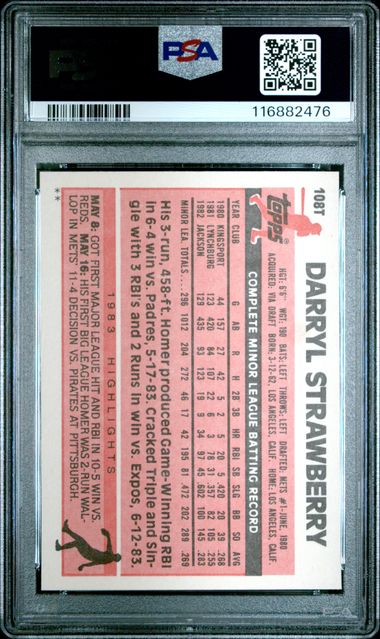 PSA
116882476
108T
Topps®
DARRYL STRAWBERRY
HGT: 6'6" WGT: 190 BATS: LEFT THROWS: LEFT DRAFTED: METS #1-JUNE, 1980
ACQUIRED: VIA DRAFT BORN: 3-12-62, LOS ANGELES, CALIF. HOME: LOS ANGELES, CALIF.
COMPLETE MINOR LEAGUE BATTING RECORD
YEAR CLUB G AB R H 2B 3B HR RBI SB SLG BB SO AVG
1980 KINGSPORT 44 157 27 42 5 2 5 20 5 .420 20 39 .268
1981 LYNCHBURG 123 420 84 107 22 6 13 78 31 .437 82 105 .255
1982 JACKSON 129 435 93 123 19 9 34 97 45 .602 100 145 .283
MINOR LEA. TOTALS 296 1012 204 272 46 17 42 195 81 .472 202 289 .269
His 3-run, 458-ft. Homer produced Game-Winning RBI
in 6-4 win vs. Padres, 5-17-83. Cracked Triple and Sin-
gle with 3 RBI'S and 2 Runs in win vs. Expos, 6-12-83.
1983 HIGHLIGHTS
MAY 8: GOT FIRST MAJOR LEAGUE HIT AND RBI IN 10-5 WIN VS.
REDS. MAY 16: HIS FIRST BIG LEAGUE HOMER WAS 2-RUN WAL-
LOP IN METS' 11-4 DECISION VS. PIRATES AT PITTSBURGH.
**